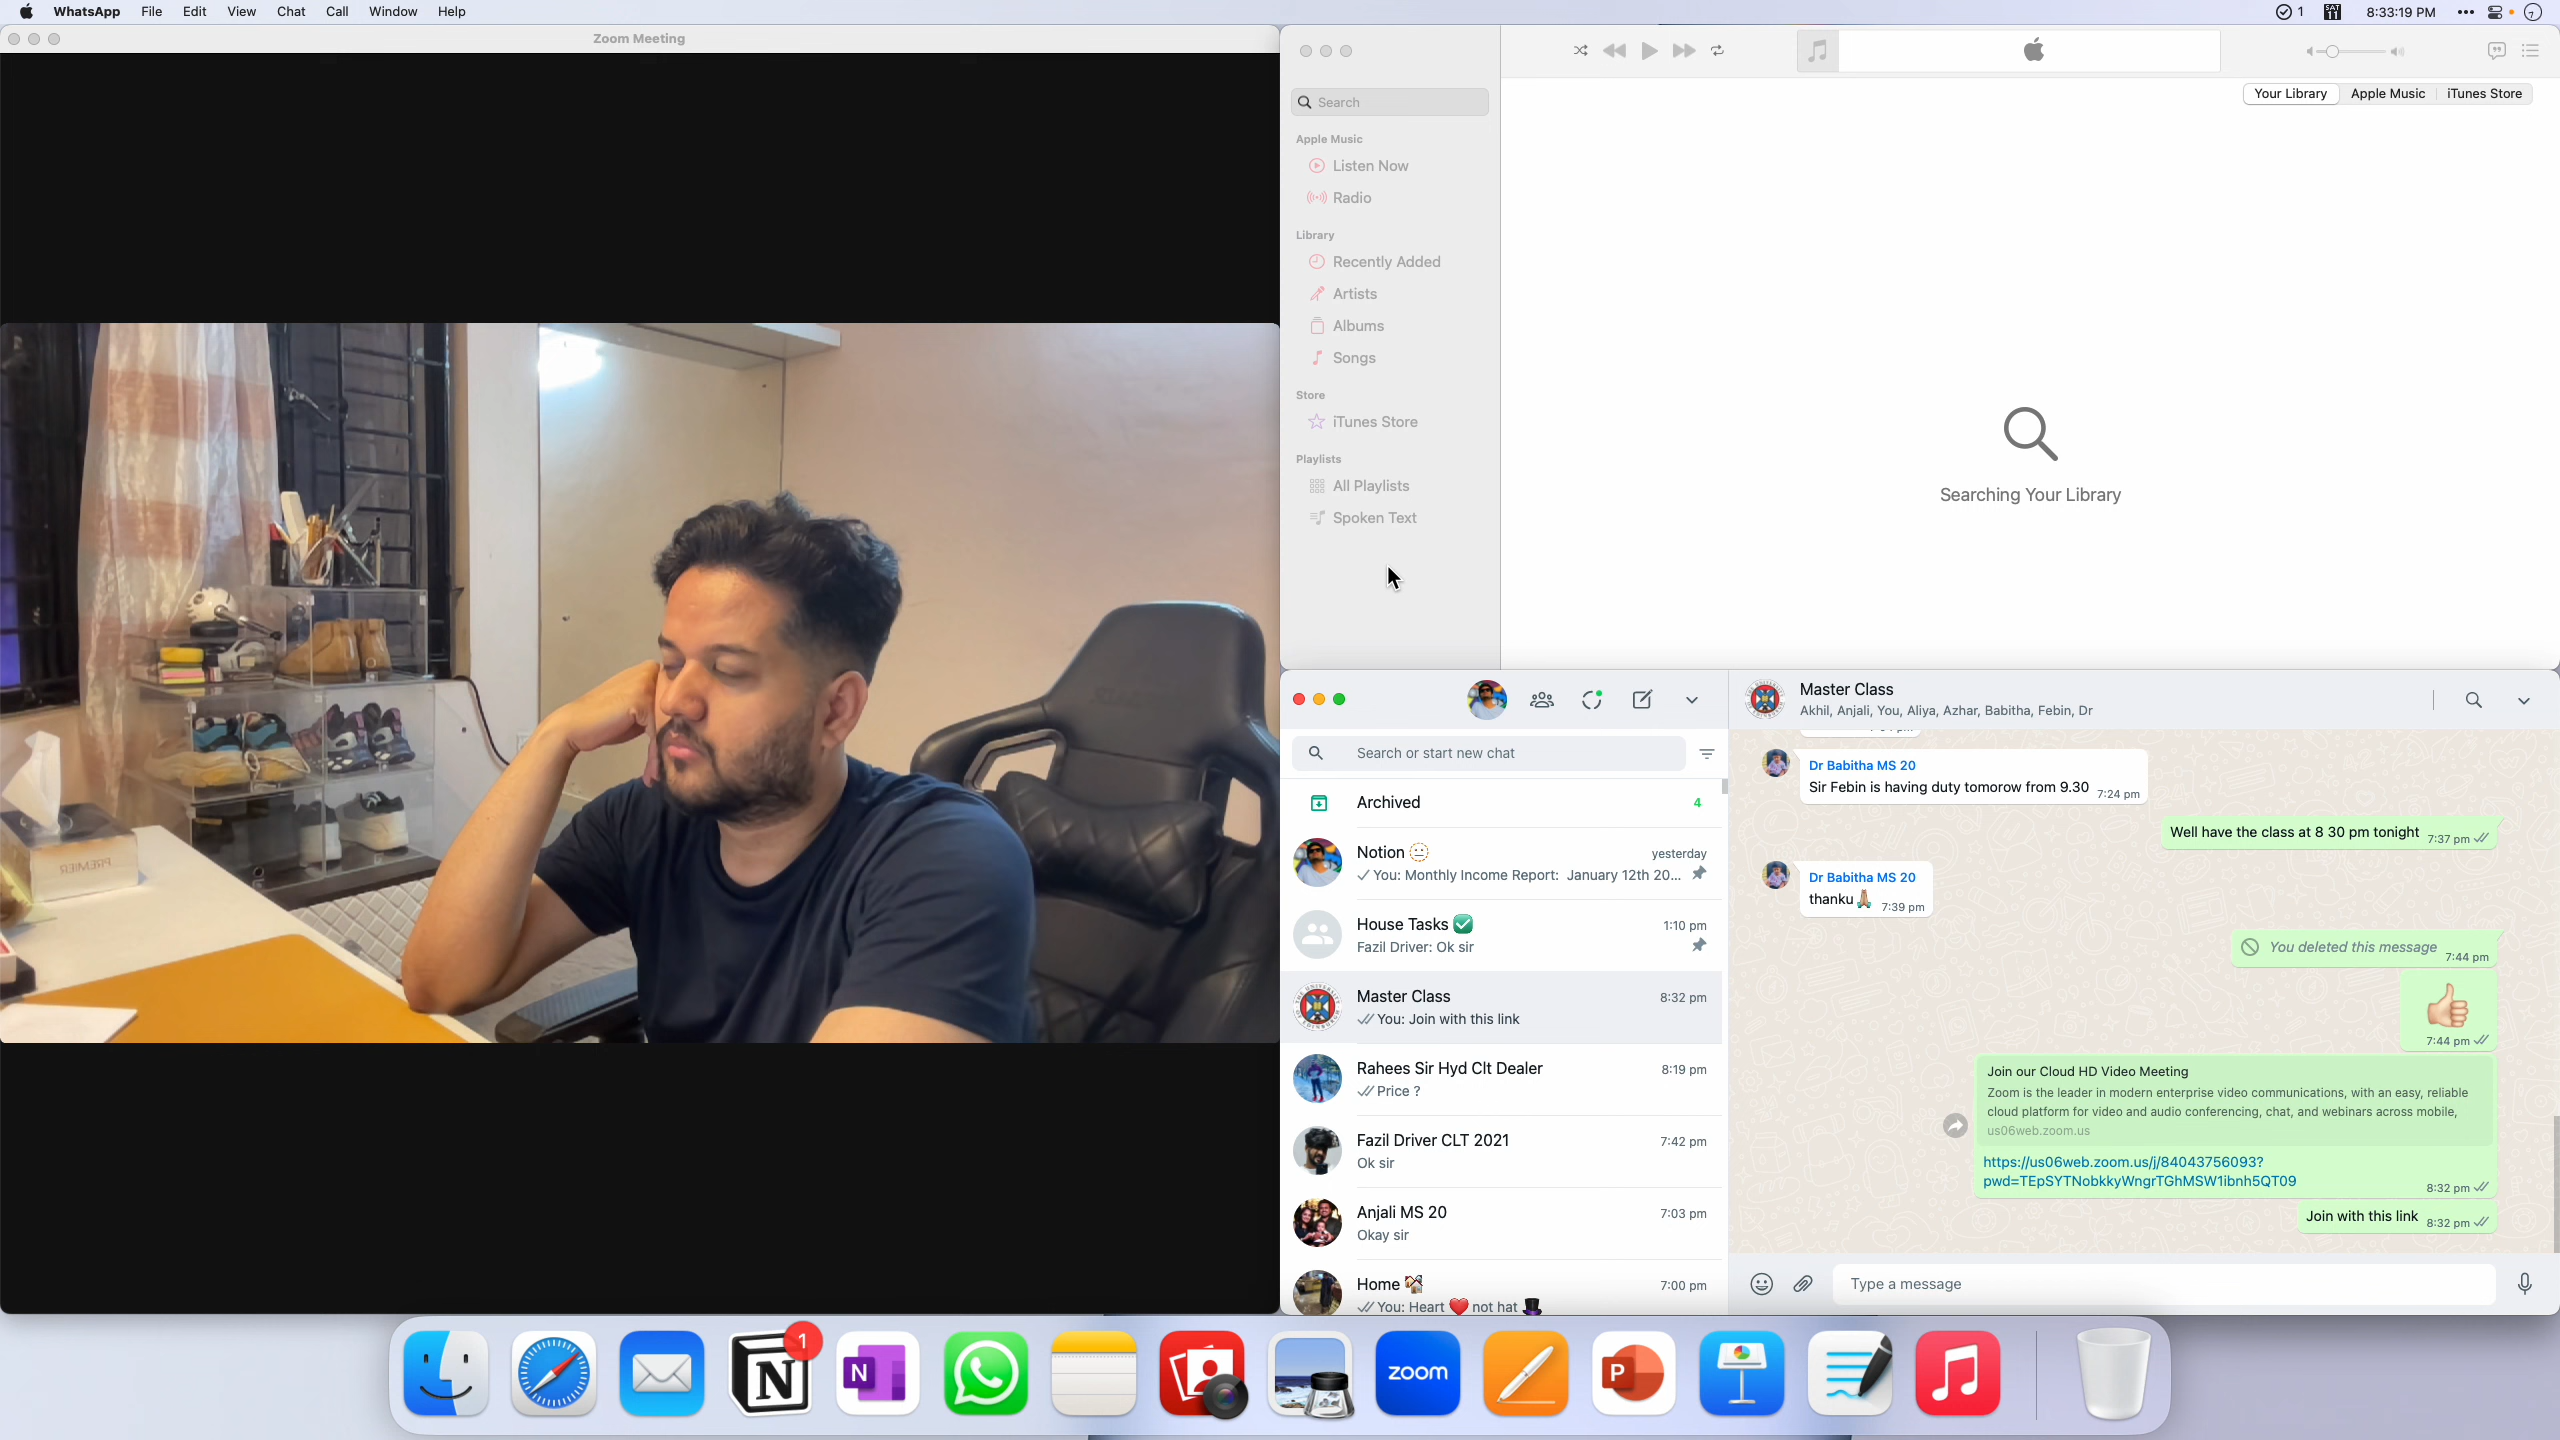 WhatsApp File Edit View Chat Call Window Help
1 SAT 11 8:33:19 PM
Zoom Meeting
Search
Apple Music
Listen Now
Radio
Library
Recently Added
Artists
Albums
Songs
Store
iTunes Store
Playlists
All Playlists
Spoken Text
Your Library Apple Music iTunes Store
Searching Your Library
PREMIER
Search or start new chat
Archived 4
Notion 😐 yesterday
You: Monthly Income Report: January 12th 20...
House Tasks ✅ 1:10 pm
Fazil Driver: Ok sir
Master Class 8:32 pm
You: Join with this link
Rahees Sir Hyd Clt Dealer 8:19 pm
Price ?
Fazil Driver CLT 2021 7:42 pm
Ok sir
Anjali MS 20 7:03 pm
Okay sir
Home 🏡 7:00 pm
You: Heart ❤️ not hat 🎩
Master Class
Akhil, Anjali, You, Aliya, Azhar, Babitha, Febin, Dr
Dr Babitha MS 20
Sir Febin is having duty tomorow from 9.30 7:24 pm
Well have the class at 8 30 pm tonight 7:37 pm
Dr Babitha MS 20
thanku🙏🏼 7:39 pm
You deleted this message 7:44 pm
👍🏻
7:44 pm
Join our Cloud HD Video Meeting
Zoom is the leader in modern enterprise video communications, with an easy, reliable
cloud platform for video and audio conferencing, chat, and webinars across mobile,
us06web.zoom.us
https://us06web.zoom.us/j/84043756093?
pwd=TEpSYTNobkkyWngrTGhMSW1ibnh5QT09 8:32 pm
Join with this link 8:32 pm
Type a message
1
N
N
zoom
P